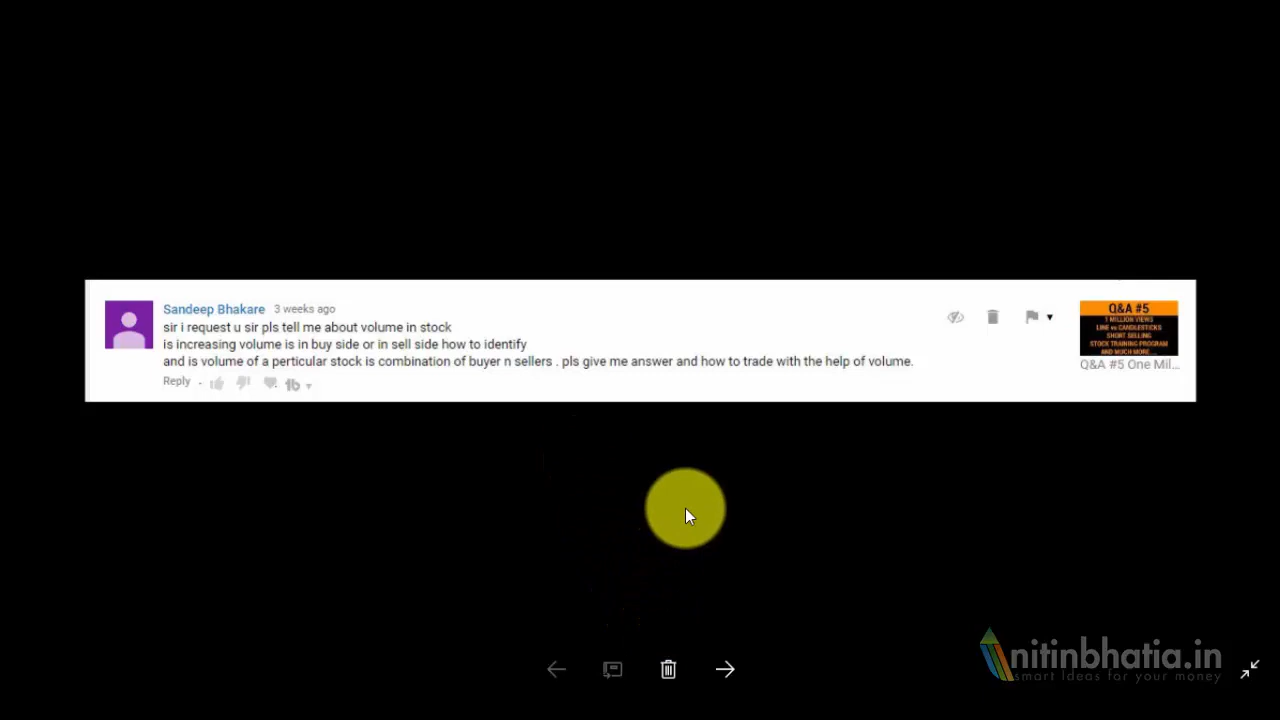 Sandeep Bhakare 3 weeks ago
sir i request u sir pls tell me about volume in stock
is increasing volume is in buy side or in sell side how to identify
and is volume of a perticular stock is combination of buyer n sellers . pls give me answer and how to trade with the help of volume.
Reply
Q&A #5
1 MILLION VIEWS
LINE vs CANDLESTICKS
SHORT SELLING
STOCK TRAINING PROGRAM
AND MUCH MORE....
Q&A #5 One Mil...
nitinbhatia.in
smart Ideas for your money